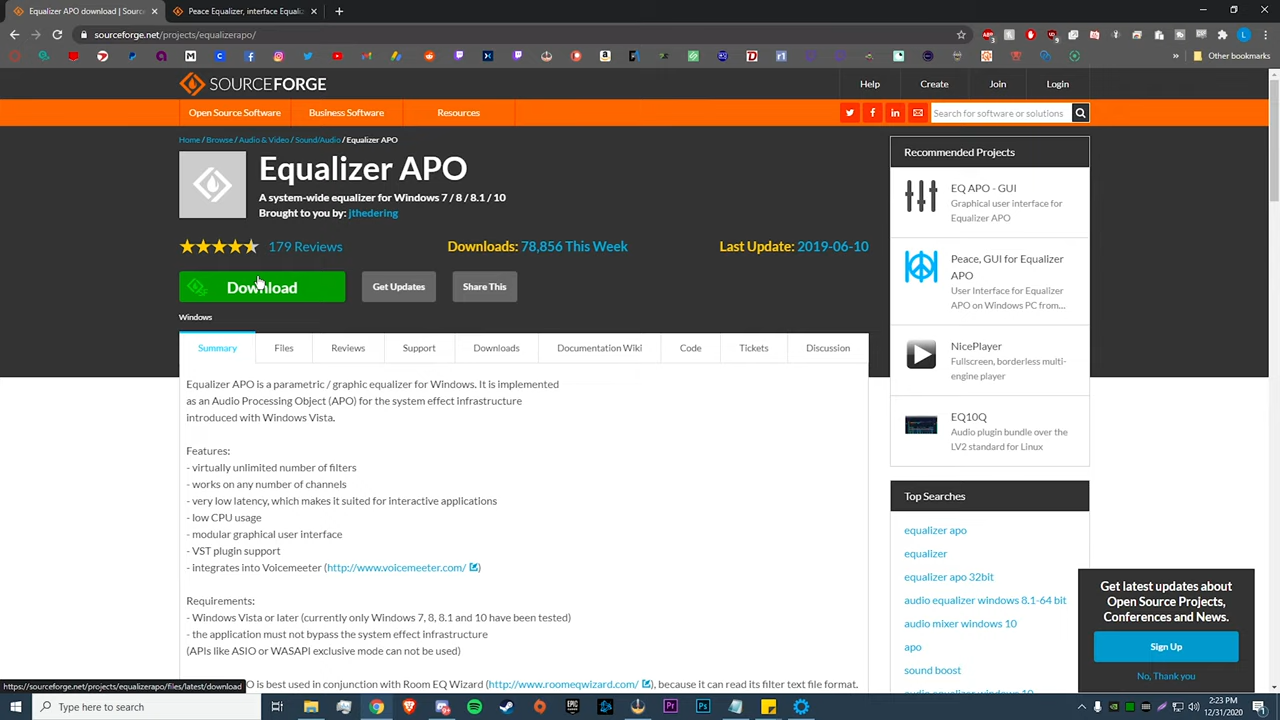 Equalizer APO download | Source
Peace Equalizer, interface Equaliz
sourceforge.net/projects/equalizerapo/
Other bookmarks
SOURCEFORGE
Help
Create
Join
Login
Open Source Software
Business Software
Resources
Search for software or solutions
Home / Browse / Audio & Video / Sound/Audio / Equalizer APO
Equalizer APO
A system-wide equalizer for Windows 7 / 8 / 8.1 / 10
Brought to you by: jthedering
179 Reviews
Downloads: 78,856 This Week
Last Update: 2019-06-10
Download
Get Updates
Share This
Windows
Summary
Files
Reviews
Support
Downloads
Documentation Wiki
Code
Tickets
Discussion
Equalizer APO is a parametric / graphic equalizer for Windows. It is implemented
as an Audio Processing Object (APO) for the system effect infrastructure
introduced with Windows Vista.
Features:
- virtually unlimited number of filters
- works on any number of channels
- very low latency, which makes it suited for interactive applications
- low CPU usage
- modular graphical user interface
- VST plugin support
- integrates into Voicemeeter (http://www.voicemeeter.com/ )
Requirements:
- Windows Vista or later (currently only Windows 7, 8, 8.1 and 10 have been tested)
- the application must not bypass the system effect infrastructure
(APIs like ASIO or WASAPI exclusive mode can not be used)
O is best used in conjunction with Room EQ Wizard (http://www.roomeqwizard.com/ ), because it can read its filter text file format.
Recommended Projects
EQ APO - GUI
Graphical user interface for
Equalizer APO
Peace, GUI for Equalizer
APO
User Interface for Equalizer
APO on Windows PC from...
NicePlayer
Fullscreen, borderless multi-
engine player
EQ10Q
Audio plugin bundle over the
LV2 standard for Linux
Top Searches
equalizer apo
equalizer
equalizer apo 32bit
audio equalizer windows 8.1-64 bit
audio mixer windows 10
apo
sound boost
audio equalizer windows 10
Get latest updates about
Open Source Projects,
Conferences and News.
Sign Up
No, Thank you
https://sourceforge.net/projects/equalizerapo/files/latest/download
Type here to search
2:23 PM
12/31/2020